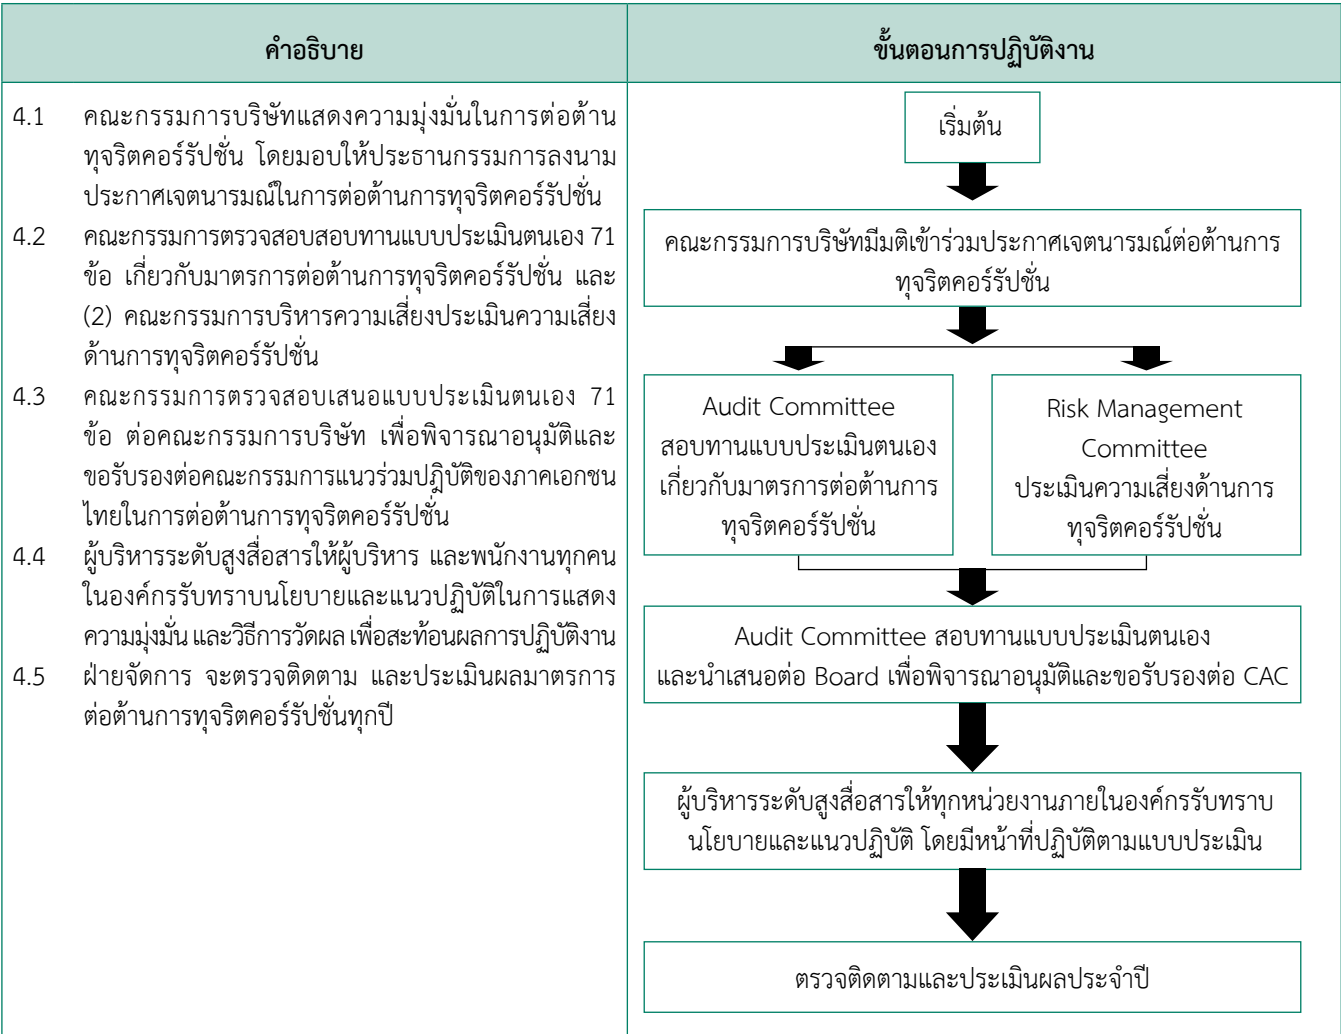 คำอธิบาย
ขั้นตอนการปฏิบัติงาน
4.1 คณะกรรมการบริษัทแสดงความมุ่งมั่นในการต่อต้าน
ทุจริตคอร์รัปชั่น โดยมอบให้ประธานกรรมการลงนาม
ประกาศเจตนารมณ์ในการต่อต้านการทุจริตคอร์รัปชั่น
4.2 คณะกรรมการตรวจสอบสอบทานแบบประเมินตนเอง 71
ข้อ เกี่ยวกับมาตรการต่อต้านการทุจริตคอร์รัปชั่น และ
(2) คณะกรรมการบริหารความเสี่ยงประเมินความเสี่ยง
ด้านการทุจริตคอร์รัปชั่น
4.3 คณะกรรมการตรวจสอบเสนอแบบประเมินตนเอง 71
ข้อ ต่อคณะกรรมการบริษัท เพื่อพิจารณาอนุมัติและ
ขอรับรองต่อคณะกรรมการแนวร่วมปฎิบัติของภาคเอกชน
ไทยในการต่อต้านการทุจริตคอร์รัปชั่น
4.4 ผู้บริหารระดับสูงสื่อสารให้ผู้บริหาร และพนักงานทุกคน
ในองค์กรรับทราบนโยบายและแนวปฏิบัติในการแสดง
ความมุ่งมั่น และวิธีการวัดผล เพื่อสะท้อนผลการปฏิบัติงาน
4.5 ฝ่ายจัดการ จะตรวจติดตาม และประเมินผลมาตรการ
ต่อต้านการทุจริตคอร์รัปชั่นทุกปี
เริ่มต้น
คณะกรรมการบริษัทมีมติเข้าร่วมประกาศเจตนารมณ์ต่อต้านการ
ทุจริตคอร์รัปชั่น
Audit Committee
สอบทานแบบประเมินตนเอง
เกี่ยวกับมาตรการต่อต้านการ
ทุจริตคอร์รัปชั่น
Risk Management
Committee
ประเมินความเสี่ยงด้านการ
ทุจริตคอร์รัปชั่น
Audit Committee สอบทานแบบประเมินตนเอง
และนำเสนอต่อ Board เพื่อพิจารณาอนุมัติและขอรับรองต่อ CAC
ผู้บริหารระดับสูงสื่อสารให้ทุกหน่วยงานภายในองค์กรรับทราบ
นโยบายและแนวปฏิบัติ โดยมีหน้าที่ปฏิบัติตามแบบประเมิน
ตรวจติดตามและประเมินผลประจำปี